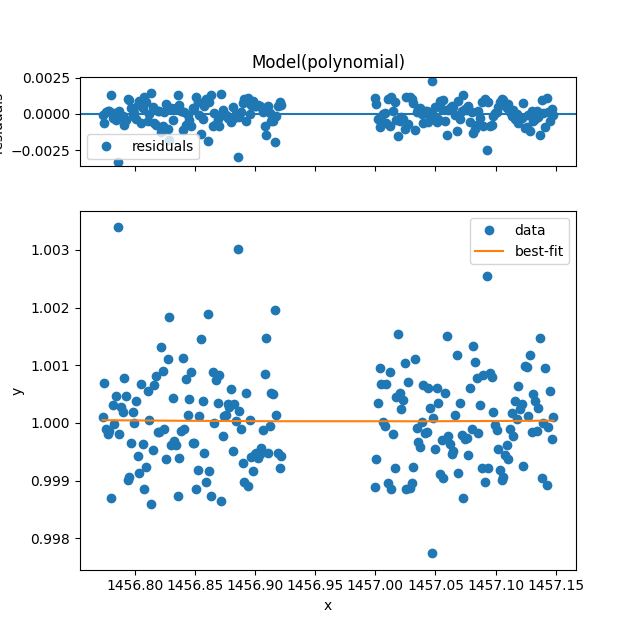 Model(polynomial)
0.0025
0.0000
−0.0025
residuals
residuals
1.003
1.002
1.001
1.000
0.999
0.998
y
data
best-fit
1456.80 1456.85 1456.90 1456.95 1457.00 1457.05 1457.10 1457.15
x